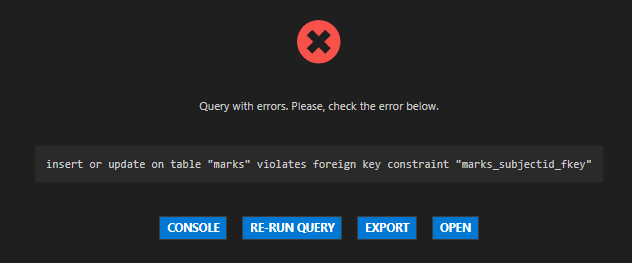 Query with errors. Please, check the error below.
insert or update on table "marks" violates foreign key constraint "marks_subjectid_fkey"
CONSOLE RE-RUN QUERY EXPORT OPEN